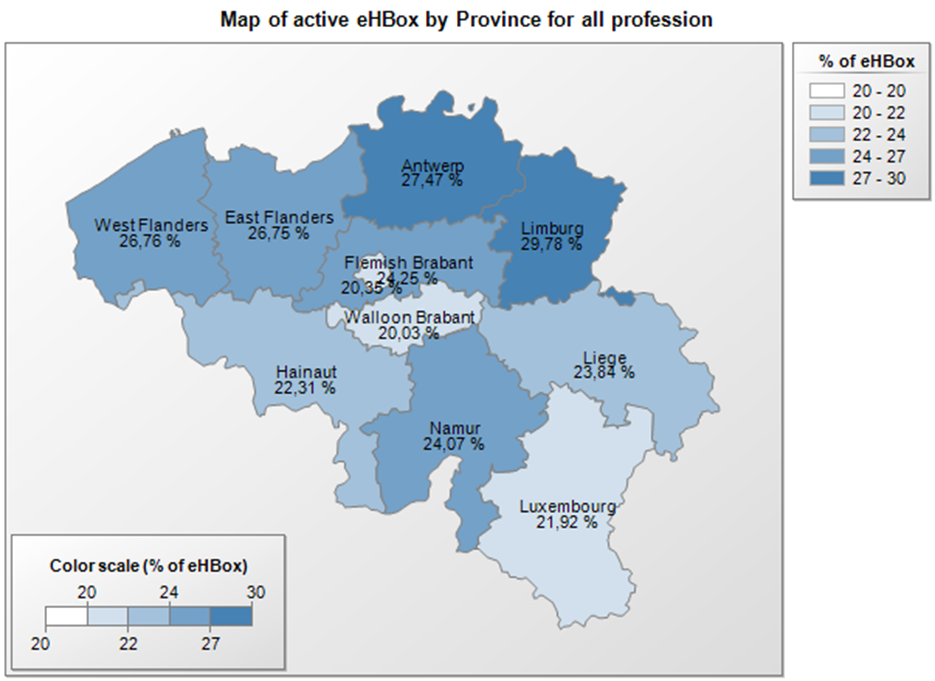 Map of active eHBox by Province for all profession
% of eHBox
20 - 20
20 - 22
22 - 24
24 - 27
27 - 30
Antwerp
27,47 %
Limburg
29,78 %
East Flanders
26,75 %
West Flanders
26,76 %
Flemish Brabant
24,25 %
20,35 %
Walloon Brabant
20,03 %
Liege
23,84 %
Hainaut
22,31 %
Namur
24,07 %
Luxembourg
21,92 %
Color scale (% of eHBox)
20 24 30
20 22 27